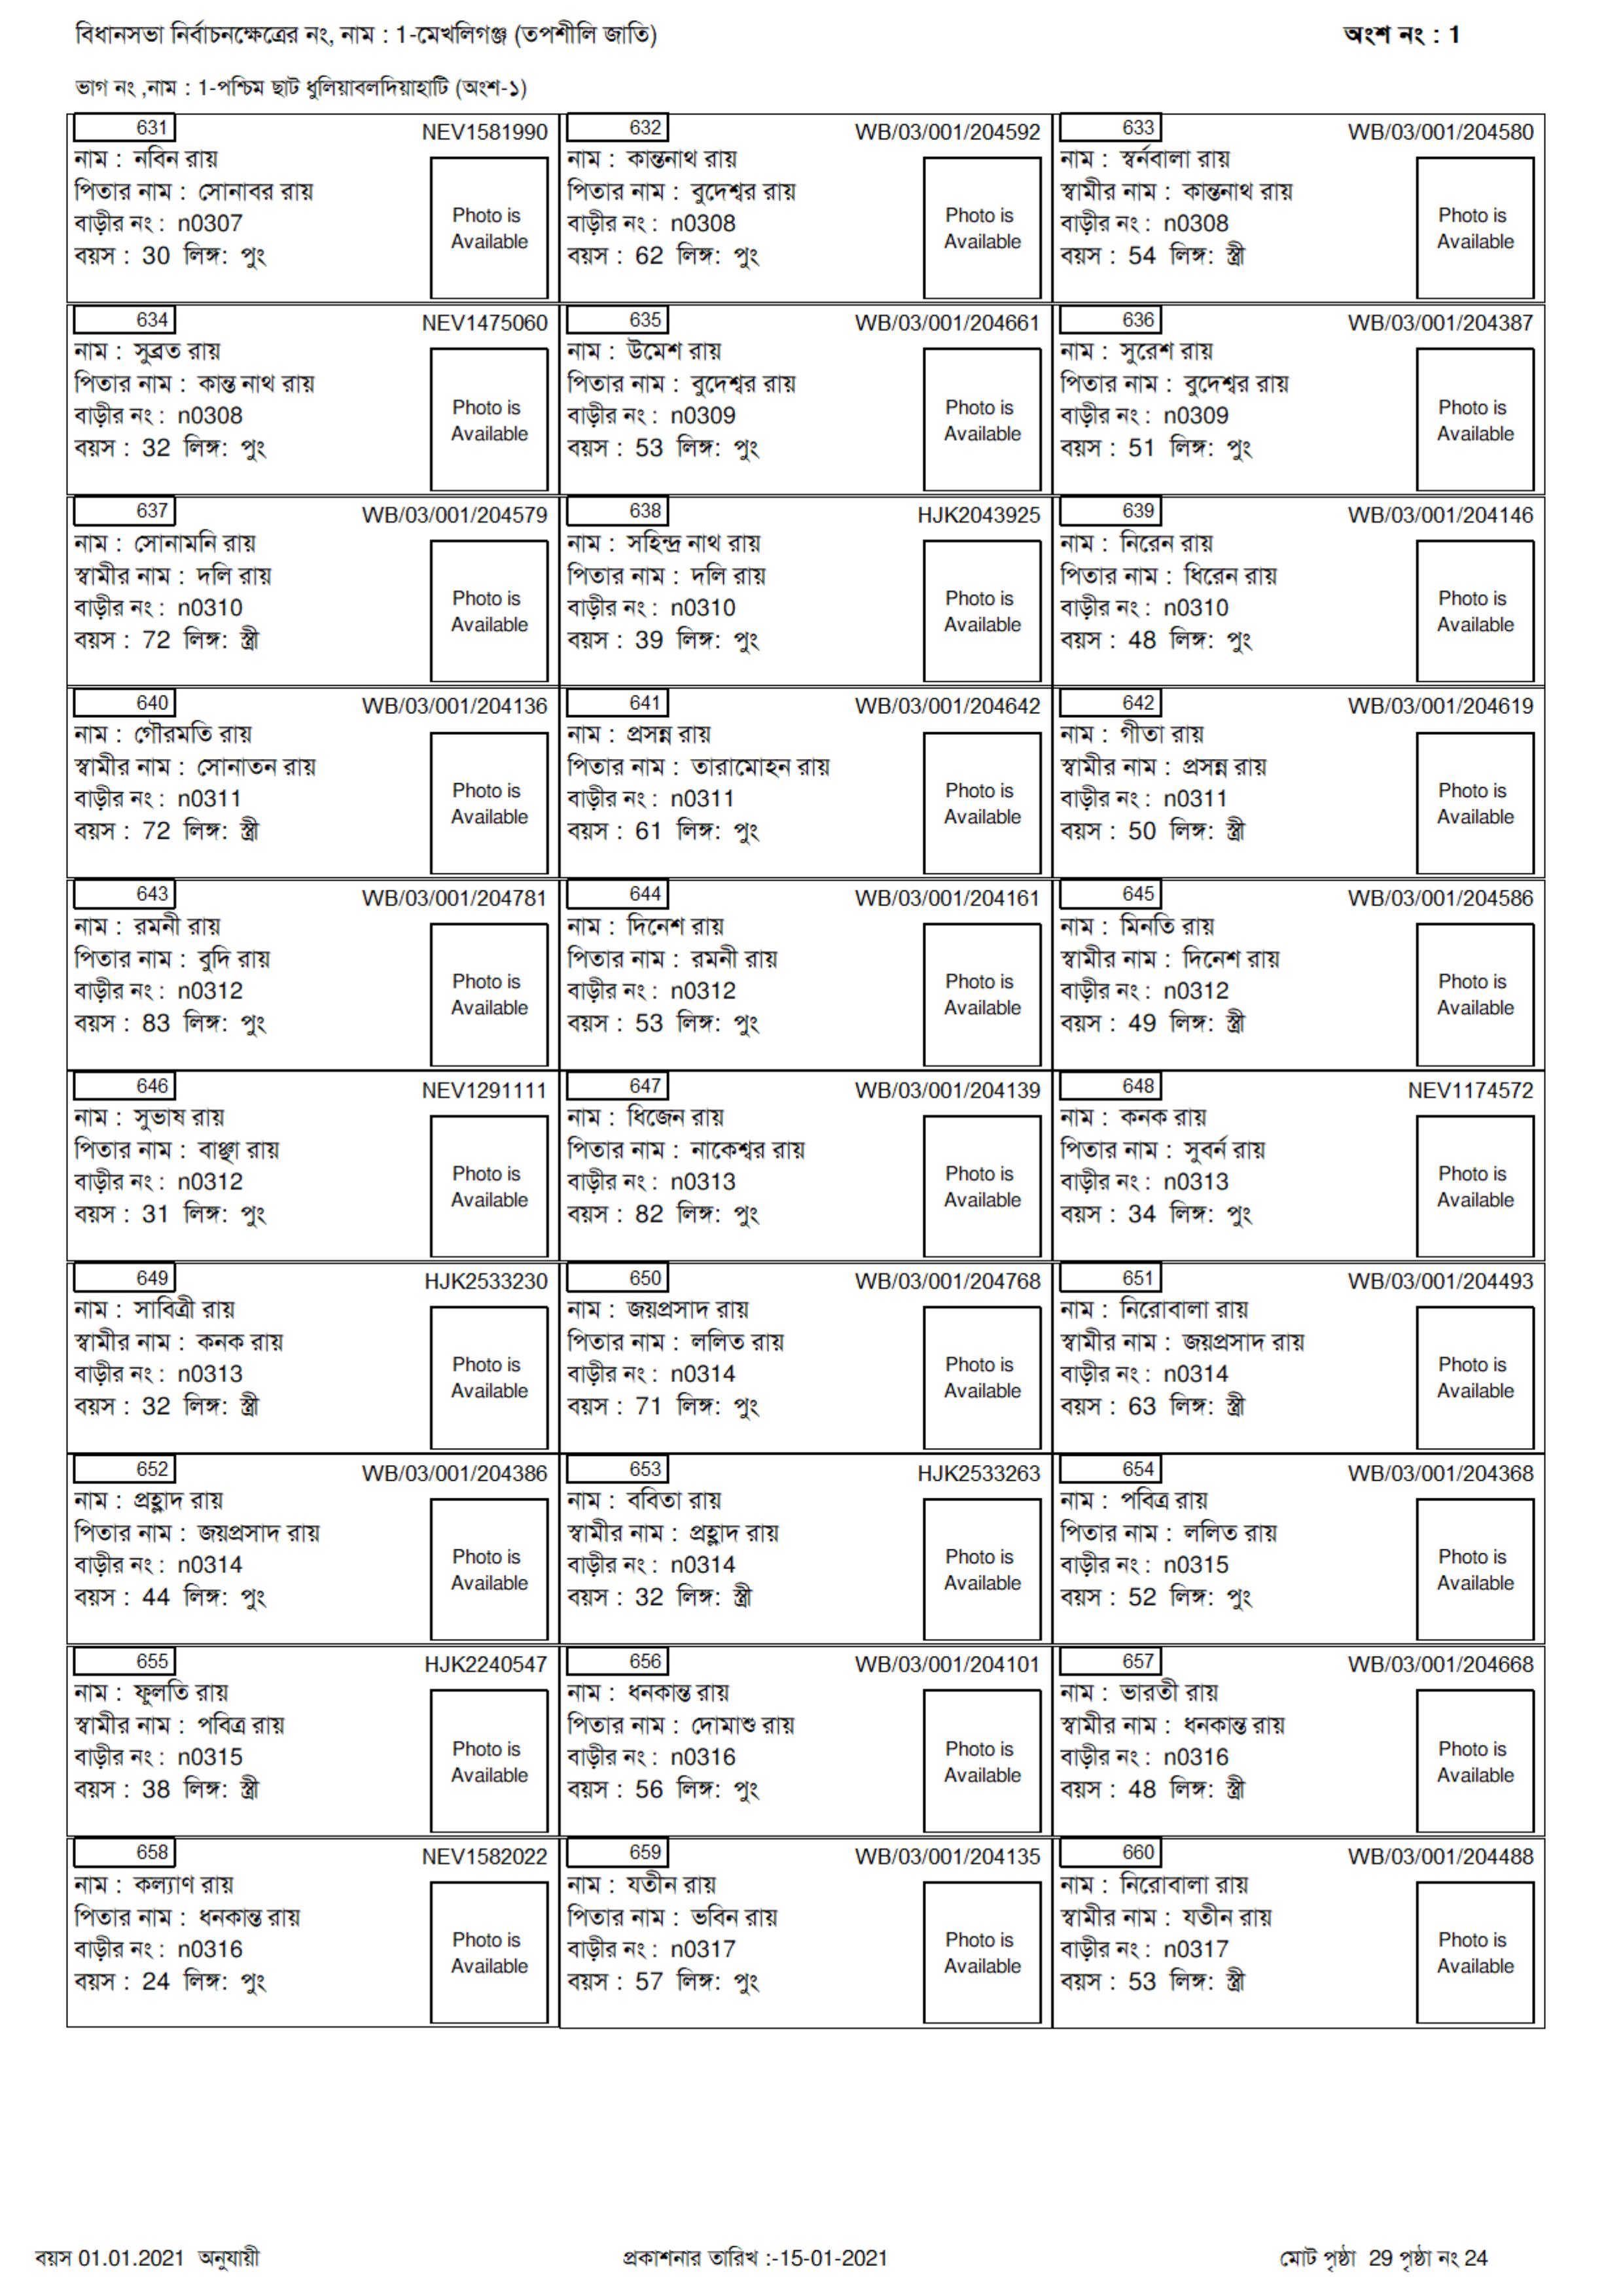 বিধানসভা নির্বাচনক্ষেত্রের নং, নাম : 1-মেখলিগঞ্জ (তপশীলি জাতি)
অংশ নং : 1
ভাগ নং ,নাম : 1-পশ্চিম ছাট ধুলিয়াবলদিয়াহাটি (অংশ-১)
631 NEV1581990
নাম : নবিন রায়
পিতার নাম : সোনাবর রায়
বাড়ীর নং : n0307
বয়স : 30 লিঙ্গ: পুং
Photo is
Available
632 WB/03/001/204592
নাম : কান্তনাথ রায়
পিতার নাম : বুদেশ্বর রায়
বাড়ীর নং : n0308
বয়স : 62 লিঙ্গ: পুং
Photo is
Available
633 WB/03/001/204580
নাম : স্বর্নবালা রায়
স্বামীর নাম : কান্তনাথ রায়
বাড়ীর নং : n0308
বয়স : 54 লিঙ্গ: স্ত্রী
Photo is
Available
634 NEV1475060
নাম : সুব্রত রায়
পিতার নাম : কান্ত নাথ রায়
বাড়ীর নং : n0308
বয়স : 32 লিঙ্গ: পুং
Photo is
Available
635 WB/03/001/204661
নাম : উমেশ রায়
পিতার নাম : বুদেশ্বর রায়
বাড়ীর নং : n0309
বয়স : 53 লিঙ্গ: পুং
Photo is
Available
636 WB/03/001/204387
নাম : সুরেশ রায়
পিতার নাম : বুদেশ্বর রায়
বাড়ীর নং : n0309
বয়স : 51 লিঙ্গ: পুং
Photo is
Available
637 WB/03/001/204579
নাম : সোনামনি রায়
স্বামীর নাম : দলি রায়
বাড়ীর নং : n0310
বয়স : 72 লিঙ্গ: স্ত্রী
Photo is
Available
638 HJK2043925
নাম : সহিন্দ্র নাথ রায়
পিতার নাম : দলি রায়
বাড়ীর নং : n0310
বয়স : 39 লিঙ্গ: পুং
Photo is
Available
639 WB/03/001/204146
নাম : নিরেন রায়
পিতার নাম : ধিরেন রায়
বাড়ীর নং : n0310
বয়স : 48 লিঙ্গ: পুং
Photo is
Available
640 WB/03/001/204136
নাম : গৌরমতি রায়
স্বামীর নাম : সোনাতন রায়
বাড়ীর নং : n0311
বয়স : 72 লিঙ্গ: স্ত্রী
Photo is
Available
641 WB/03/001/204642
নাম : প্রসন্ন রায়
পিতার নাম : তারামোহন রায়
বাড়ীর নং : n0311
বয়স : 61 লিঙ্গ: পুং
Photo is
Available
642 WB/03/001/204619
নাম : গীতা রায়
স্বামীর নাম : প্রসন্ন রায়
বাড়ীর নং : n0311
বয়স : 50 লিঙ্গ: স্ত্রী
Photo is
Available
643 WB/03/001/204781
নাম : রমনী রায়
পিতার নাম : বুদি রায়
বাড়ীর নং : n0312
বয়স : 83 লিঙ্গ: পুং
Photo is
Available
644 WB/03/001/204161
নাম : দিনেশ রায়
পিতার নাম : রমনী রায়
বাড়ীর নং : n0312
বয়স : 53 লিঙ্গ: পুং
Photo is
Available
645 WB/03/001/204586
নাম : মিনতি রায়
স্বামীর নাম : দিনেশ রায়
বাড়ীর নং : n0312
বয়স : 49 লিঙ্গ: স্ত্রী
Photo is
Available
646 NEV1291111
নাম : সুভাষ রায়
পিতার নাম : বাঞ্ছা রায়
বাড়ীর নং : n0312
বয়স : 31 লিঙ্গ: পুং
Photo is
Available
647 WB/03/001/204139
নাম : ধিজেন রায়
পিতার নাম : নাকেশ্বর রায়
বাড়ীর নং : n0313
বয়স : 82 লিঙ্গ: পুং
Photo is
Available
648 NEV1174572
নাম : কনক রায়
পিতার নাম : সুবর্ন রায়
বাড়ীর নং : n0313
বয়স : 34 লিঙ্গ: পুং
Photo is
Available
649 HJK2533230
নাম : সাবিত্রী রায়
স্বামীর নাম : কনক রায়
বাড়ীর নং : n0313
বয়স : 32 লিঙ্গ: স্ত্রী
Photo is
Available
650 WB/03/001/204768
নাম : জয়প্রসাদ রায়
পিতার নাম : ললিত রায়
বাড়ীর নং : n0314
বয়স : 71 লিঙ্গ: পুং
Photo is
Available
651 WB/03/001/204493
নাম : নিরোবালা রায়
স্বামীর নাম : জয়প্রসাদ রায়
বাড়ীর নং : n0314
বয়স : 63 লিঙ্গ: স্ত্রী
Photo is
Available
652 WB/03/001/204386
নাম : প্রহ্লাদ রায়
পিতার নাম : জয়প্রসাদ রায়
বাড়ীর নং : n0314
বয়স : 44 লিঙ্গ: পুং
Photo is
Available
653 HJK2533263
নাম : ববিতা রায়
স্বামীর নাম : প্রহ্লাদ রায়
বাড়ীর নং : n0314
বয়স : 32 লিঙ্গ: স্ত্রী
Photo is
Available
654 WB/03/001/204368
নাম : পবিত্র রায়
পিতার নাম : ললিত রায়
বাড়ীর নং : n0315
বয়স : 52 লিঙ্গ: পুং
Photo is
Available
655 HJK2240547
নাম : ফুলতি রায়
স্বামীর নাম : পবিত্র রায়
বাড়ীর নং : n0315
বয়স : 38 লিঙ্গ: স্ত্রী
Photo is
Available
656 WB/03/001/204101
নাম : ধনকান্ত রায়
পিতার নাম : দোমাশু রায়
বাড়ীর নং : n0316
বয়স : 56 লিঙ্গ: পুং
Photo is
Available
657 WB/03/001/204668
নাম : ভারতী রায়
স্বামীর নাম : ধনকান্ত রায়
বাড়ীর নং : n0316
বয়স : 48 লিঙ্গ: স্ত্রী
Photo is
Available
658 NEV1582022
নাম : কল্যাণ রায়
পিতার নাম : ধনকান্ত রায়
বাড়ীর নং : n0316
বয়স : 24 লিঙ্গ: পুং
Photo is
Available
659 WB/03/001/204135
নাম : যতীন রায়
পিতার নাম : ভবিন রায়
বাড়ীর নং : n0317
বয়স : 57 লিঙ্গ: পুং
Photo is
Available
660 WB/03/001/204488
নাম : নিরোবালা রায়
স্বামীর নাম : যতীন রায়
বাড়ীর নং : n0317
বয়স : 53 লিঙ্গ: স্ত্রী
Photo is
Available
বয়স 01.01.2021 অনুযায়ী
প্রকাশনার তারিখ :-15-01-2021
মোট পৃষ্ঠা 29 পৃষ্ঠা নং 24